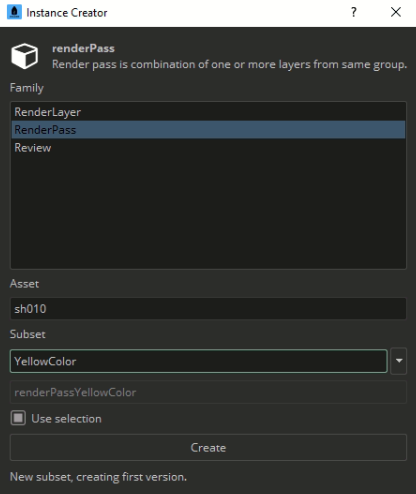 Instance Creator
?
renderPass
Render pass is combination of one or more layers from same group.
Family
RenderLayer
RenderPass
Review
Asset
sh010
Subset
YellowColor
renderPassYellowColor
Use selection
Create
New subset, creating first version.